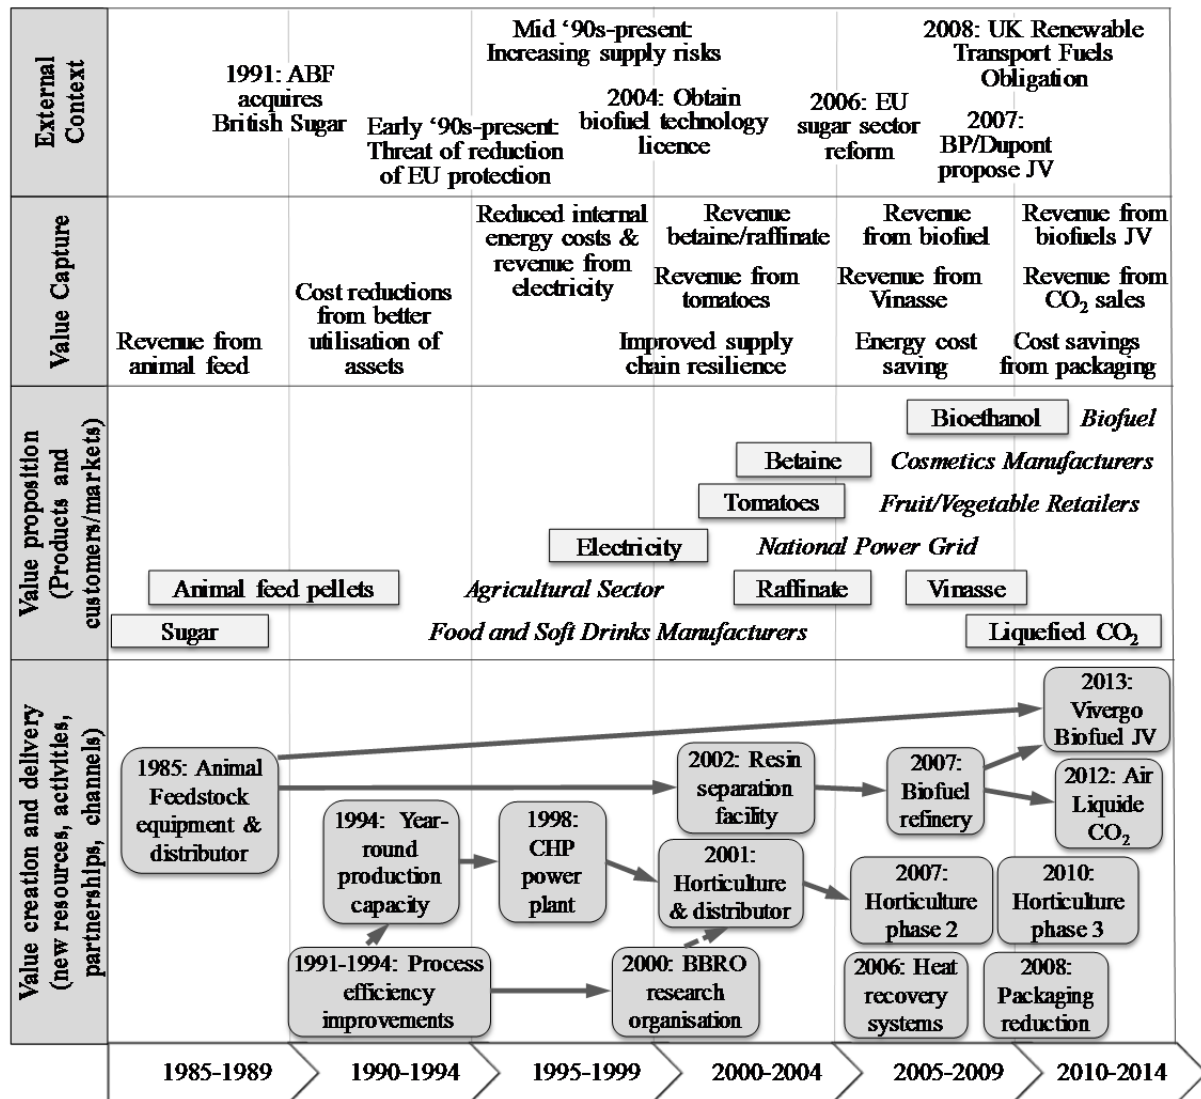 External
Context
1991: ABF
acquires
British Sugar
Early ‘90s-present:
Threat of reduction
of EU protection
Mid ‘90s-present:
Increasing supply risks
2004: Obtain
biofuel technology
licence
2006: EU
sugar sector
reform
2008: UK Renewable
Transport Fuels
Obligation
2007:
BP/Dupont
propose JV
Value Capture
Revenue from
animal feed
Cost reductions
from better
utilisation of
assets
Reduced internal
energy costs &
revenue from
electricity
Revenue
betaine/raffinate
Revenue from
tomatoes
Improved supply
chain resilience
Revenue
from biofuel
Revenue from
Vinasse
Energy cost
saving
Revenue from
biofuels JV
Revenue from
CO₂ sales
Cost savings
from packaging
Value proposition
(Products and
customers/markets)
Bioethanol Biofuel
Betaine Cosmetics Manufacturers
Tomatoes Fruit/Vegetable Retailers
Electricity National Power Grid
Animal feed pellets Agricultural Sector Raffinate Vinasse
Sugar Food and Soft Drinks Manufacturers Liquefied CO₂
Value creation and delivery
(new resources, activities,
partnerships, channels)
1985: Animal
Feedstock
equipment &
distributor
1994: Year-
round
production
capacity
1991-1994: Process
efficiency
improvements
1998:
CHP
power
plant
2002: Resin
separation
facility
2001:
Horticulture
& distributor
2000: BBRO
research
organisation
2007:
Biofuel
refinery
2007:
Horticulture
phase 2
2006: Heat
recovery
systems
2013:
Vivergo
Biofuel JV
2012: Air
Liquide
CO₂
2010:
Horticulture
phase 3
2008:
Packaging
reduction
1985-1989 1990-1994 1995-1999 2000-2004 2005-2009 2010-2014